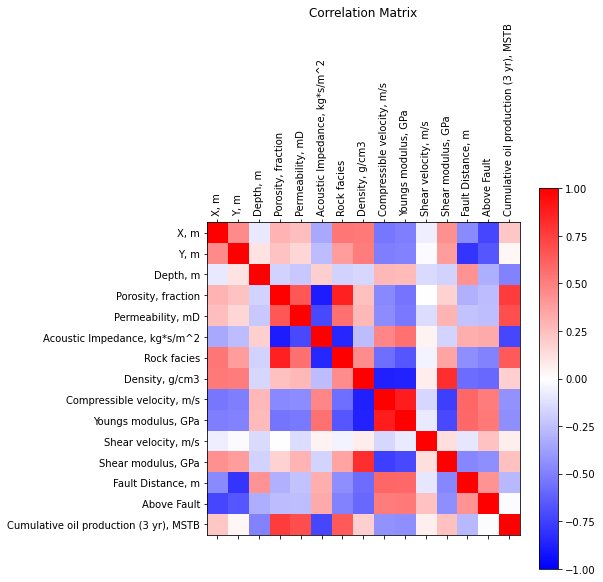 Correlation Matrix
X, m
Y, m
Depth, m
Porosity, fraction
Permeability, mD
Acoustic Impedance, kg*s/m^2
Rock facies
Density, g/cm3
Compressible velocity, m/s
Youngs modulus, GPa
Shear velocity, m/s
Shear modulus, GPa
Fault Distance, m
Above Fault
Cumulative oil production (3 yr), MSTB
X, m
Y, m
Depth, m
Porosity, fraction
Permeability, mD
Acoustic Impedance, kg*s/m^2
Rock facies
Density, g/cm3
Compressible velocity, m/s
Youngs modulus, GPa
Shear velocity, m/s
Shear modulus, GPa
Fault Distance, m
Above Fault
Cumulative oil production (3 yr), MSTB
1.00
0.75
0.50
0.25
0.00
−0.25
−0.50
−0.75
−1.00